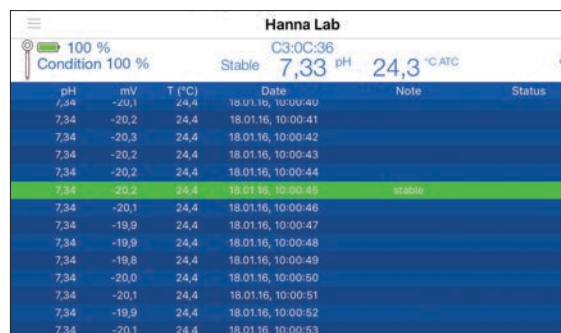 Hanna Lab
100 %
Condition 100 %
C3:0C:36
Stable 7,33 pH 24,3 °C ATC
pH mV T (°C) Date Note Status
7,34 -20,1 24,4 18.01.16, 10:00:40
7,34 -20,2 24,4 18.01.16, 10:00:41
7,34 -20,3 24,4 18.01.16, 10:00:42
7,34 -20,2 24,4 18.01.16, 10:00:43
7,34 -20,2 24,4 18.01.16, 10:00:44
7,34 -20,2 24,4 18.01.16, 10:00:45 stable
7,34 -20,1 24,4 18.01.16, 10:00:46
7,34 -19,9 24,4 18.01.16, 10:00:47
7,34 -19,9 24,4 18.01.16, 10:00:48
7,34 -19,8 24,4 18.01.16, 10:00:49
7,34 -20,0 24,4 18.01.16, 10:00:50
7,34 -20,1 24,4 18.01.16, 10:00:51
7,34 -19,9 24,4 18.01.16, 10:00:52
7,34 -20,1 24,4 18.01.16, 10:00:53